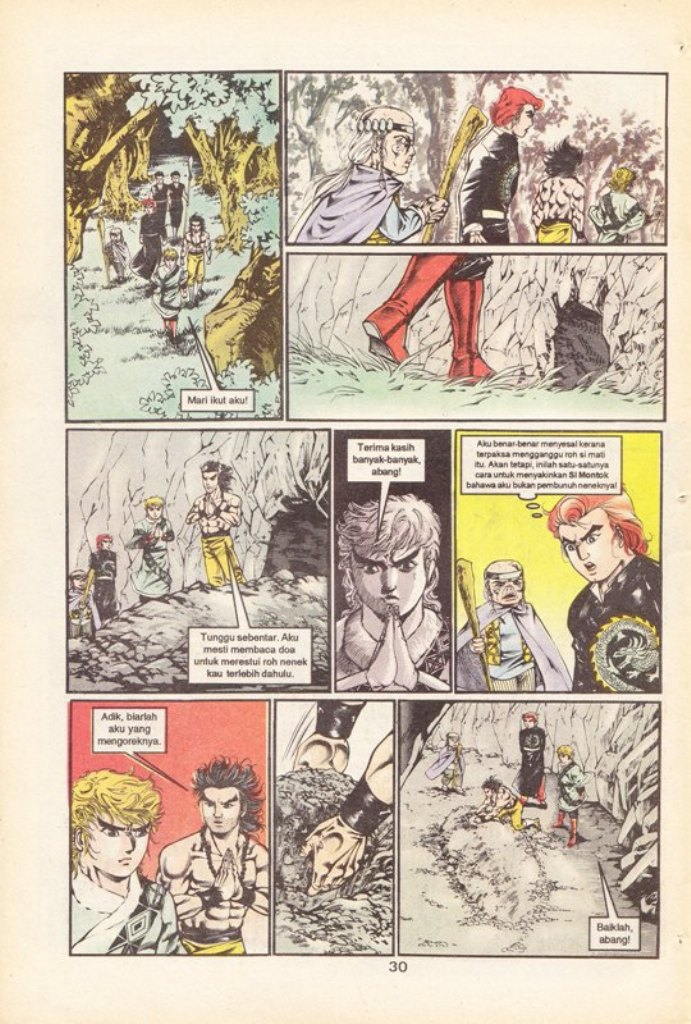 Mari ikut aku!
Tunggu sebentar. Aku
mesti membaca doa
untuk merestui roh nenek
kau terlebih dahulu.
Terima kasih
banyak-banyak,
abang!
Aku benar-benar menyesal kerana
terpaksa mengganggu roh si mati
itu. Akan tetapi, inilah satu-satunya
cara untuk menyakinkan Si Montok
bahawa aku bukan pembunuh neneknya!
Adik, biarlah
aku yang
mengoreknya.
Baiklah,
abang!
30